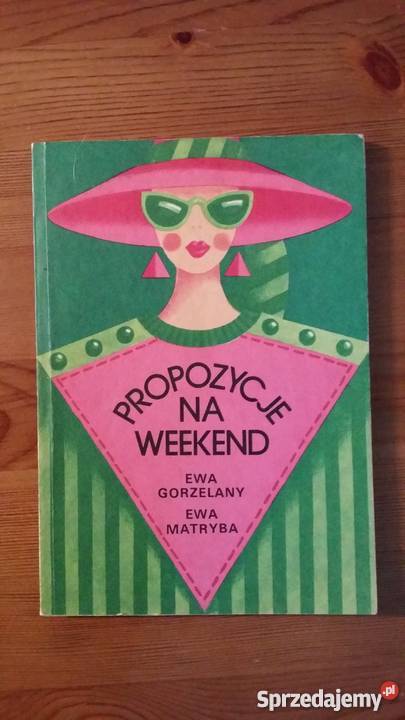 PROPOZYCJE
NA
WEEKEND
EWA
GORZELANY
EWA
MATRYBA
Sprzedajemy.pl